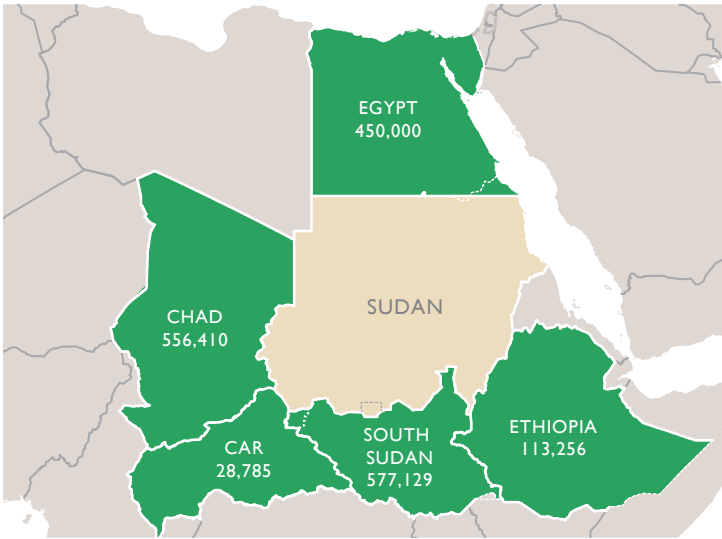 EGYPT
450,000
SUDAN
CHAD
556,410
CAR
28,785
SOUTH
SUDAN
577,129
ETHIOPIA
113,256